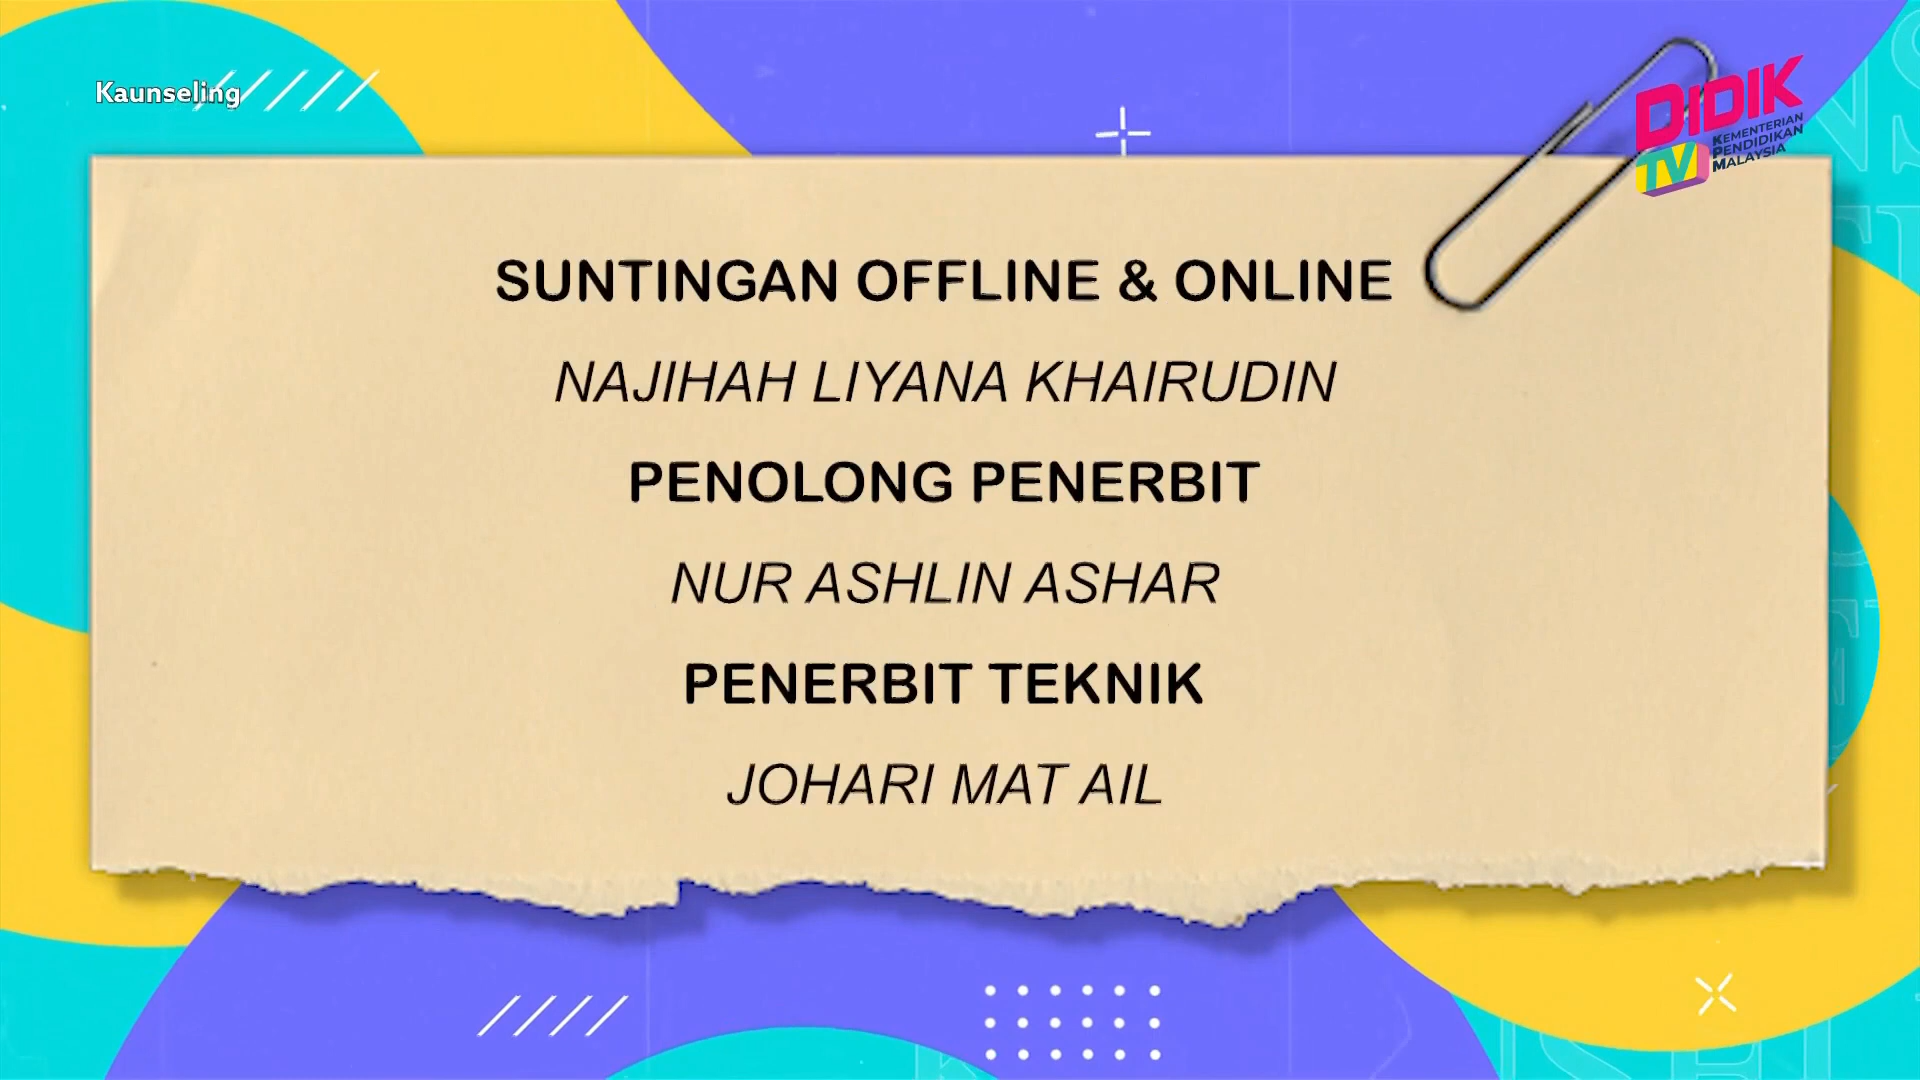 Kaunseling
DIDIK
TV
KEMENTERIAN
PENDIDIKAN
MALAYSIA
SUNTINGAN OFFLINE & ONLINE
NAJIHAH LIYANA KHAIRUDIN
PENOLONG PENERBIT
NUR ASHLIN ASHAR
PENERBIT TEKNIK
JOHARI MAT AIL